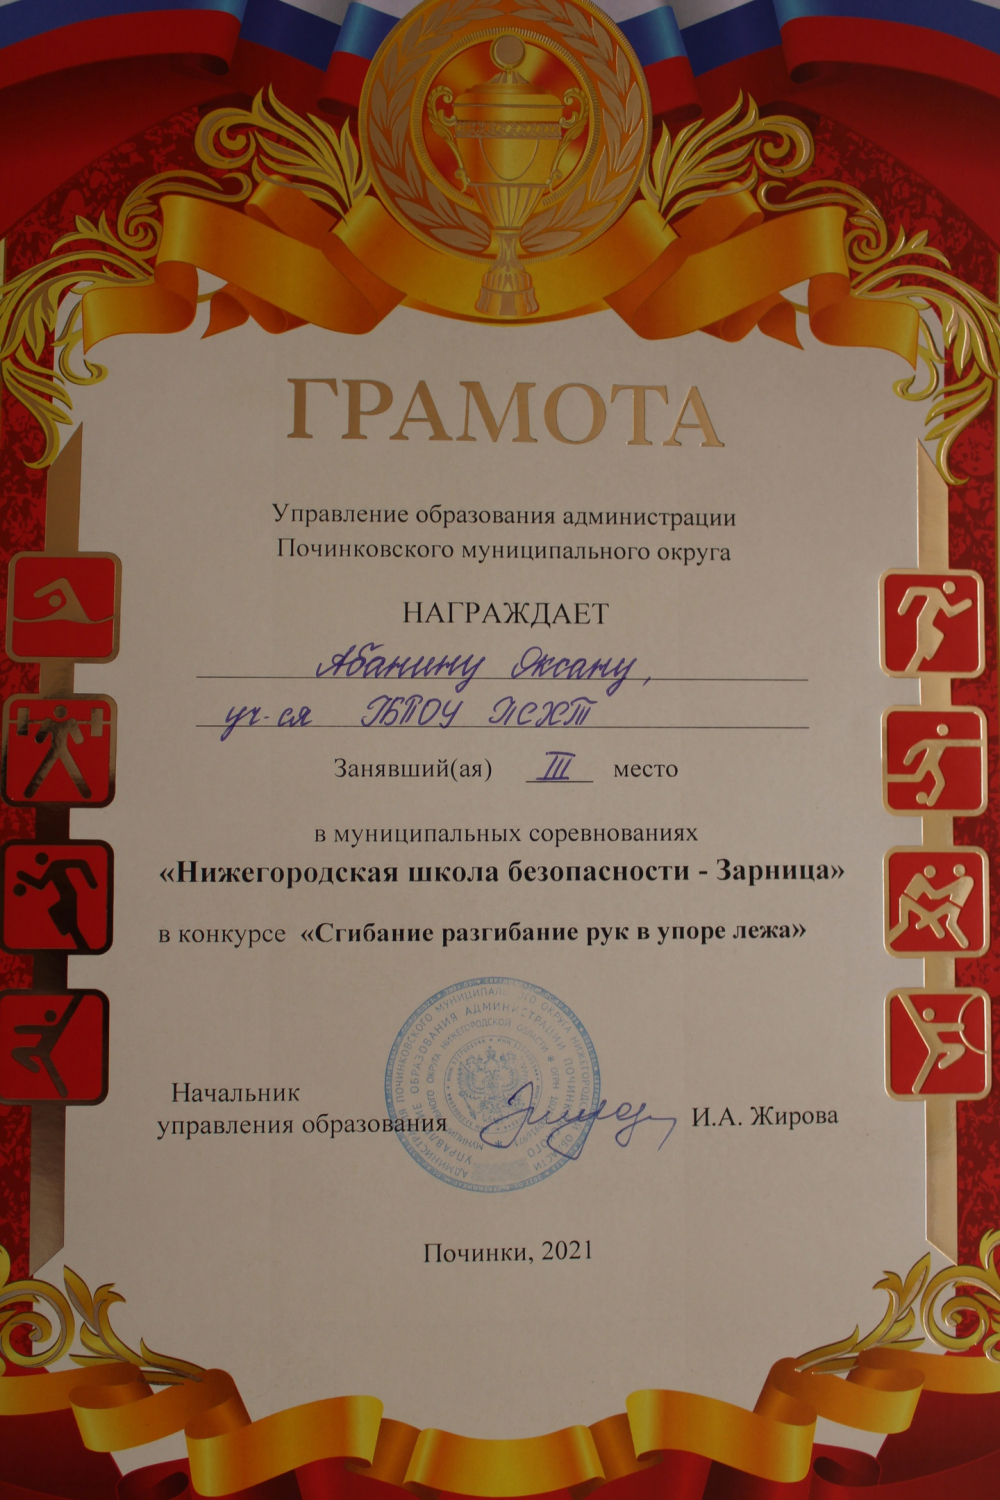 ГРАМОТА
Управление образования администрации
Починковского муниципального округа
НАГРАЖДАЕТ
Абанину Оксану,
уч-ся ГБПОУ ПСХТ
Занявший(ая) III место
в муниципальных соревнованиях
«Нижегородская школа безопасности - Зарница»
в конкурсе «Сгибание разгибание рук в упоре лежа»
Начальник
управления образования И.А. Жирова
Починки, 2021